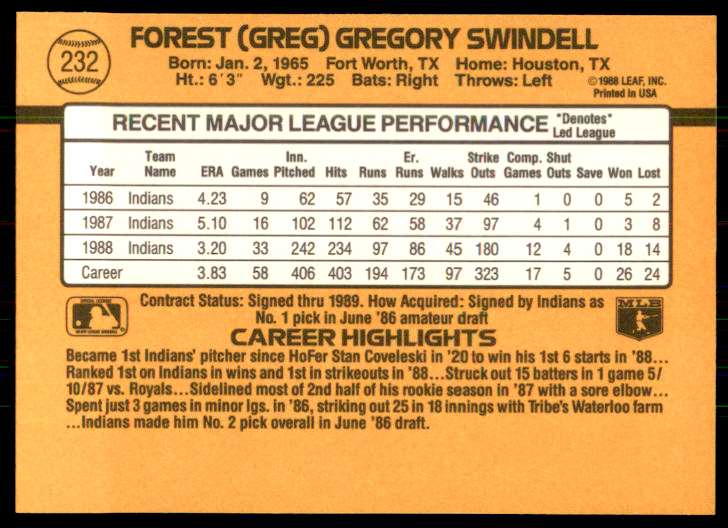 232
FOREST (GREG) GREGORY SWINDELL
Born: Jan. 2, 1965 Fort Worth, TX Home: Houston, TX
Ht.: 6'3" Wgt.: 225 Bats: Right Throws: Left
©1988 LEAF, INC.
Printed in USA
RECENT MAJOR LEAGUE PERFORMANCE *Denotes* Led League
Year Team Name ERA Games Inn. Pitched Hits Runs Er. Runs Walks Strike Outs Comp. Games Shut Outs Save Won Lost
1986 Indians 4.23 9 62 57 35 29 15 46 1 0 0 5 2
1987 Indians 5.10 16 102 112 62 58 37 97 4 1 0 3 8
1988 Indians 3.20 33 242 234 97 86 45 180 12 4 0 18 14
Career 3.83 58 406 403 194 173 97 323 17 5 0 26 24
Contract Status: Signed thru 1989. How Acquired: Signed by Indians as
No. 1 pick in June '86 amateur draft
MLB
CAREER HIGHLIGHTS
Became 1st Indians' pitcher since HoFer Stan Coveleski in '20 to win his 1st 6 starts in '88...
Ranked 1st on Indians in wins and 1st in strikeouts in '88...Struck out 15 batters in 1 game 5/
10/87 vs. Royals...Sidelined most of 2nd half of his rookie season in '87 with a sore elbow...
Spent just 3 games in minor lgs. in '86, striking out 25 in 18 innings with Tribe's Waterloo farm
...Indians made him No. 2 pick overall in June '86 draft.